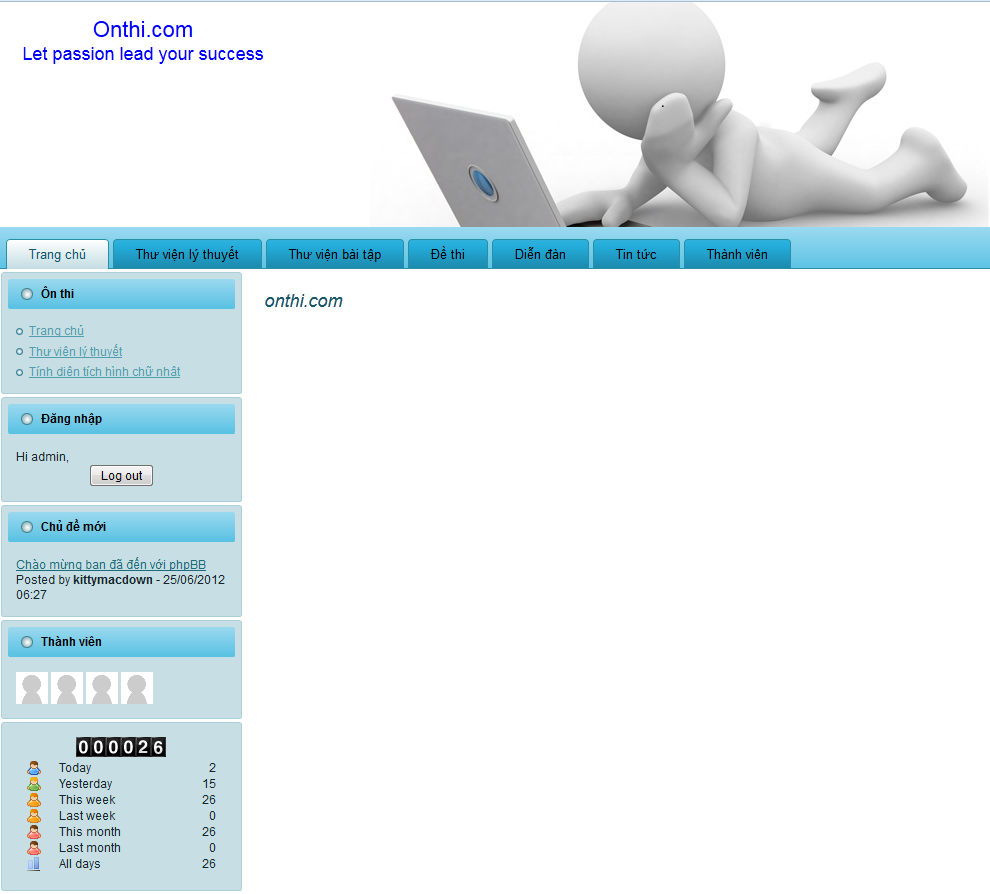 Onthi.com
Let passion lead your success
Trang chủ Thư viện lý thuyết Thư viện bài tập Đề thi Diễn đàn Tin tức Thành viên
Ôn thi
Trang chủ
Thư viện lý thuyết
Tính diện tích hình chữ nhật
onthi.com
Đăng nhập
Hi admin,
Log out
Chủ đề mới
Chào mừng bạn đã đến với phpBB
Posted by kittymacdown - 25/06/2012
06:27
Thành viên
000026
Today 2
Yesterday 15
This week 26
Last week 0
This month 26
Last month 0
All days 26